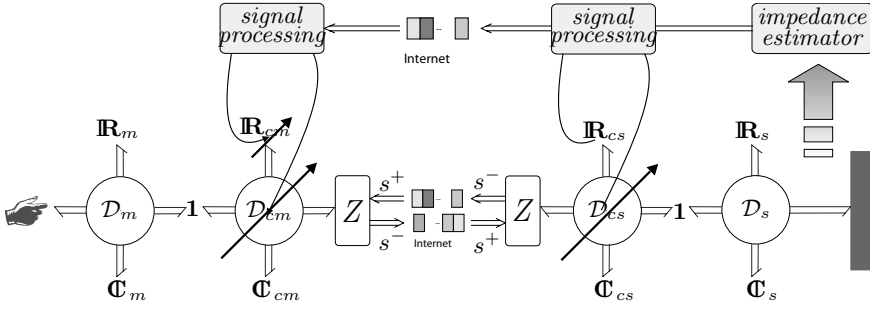 signal
processing
signal
processing
impedance
estimator
Internet
ℝm
ℝcm
ℝcs
ℝs
s+ s−
𝒟m 1 𝒟cm Z Z 𝒟cs 1 𝒟s
s− Internet s+
ℂm
ℂcm
ℂcs
ℂs